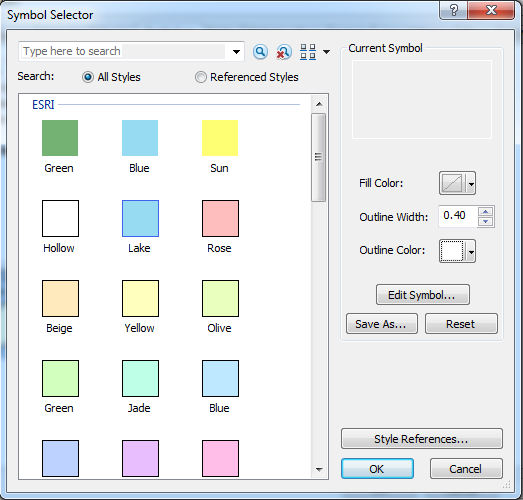 Symbol Selector
Type here to search
Search: All Styles Referenced Styles
ESRI
Green Blue Sun
Hollow Lake Rose
Beige Yellow Olive
Green Jade Blue
Current Symbol
Fill Color:
Outline Width: 0.40
Outline Color:
Edit Symbol...
Save As... Reset
Style References...
OK Cancel